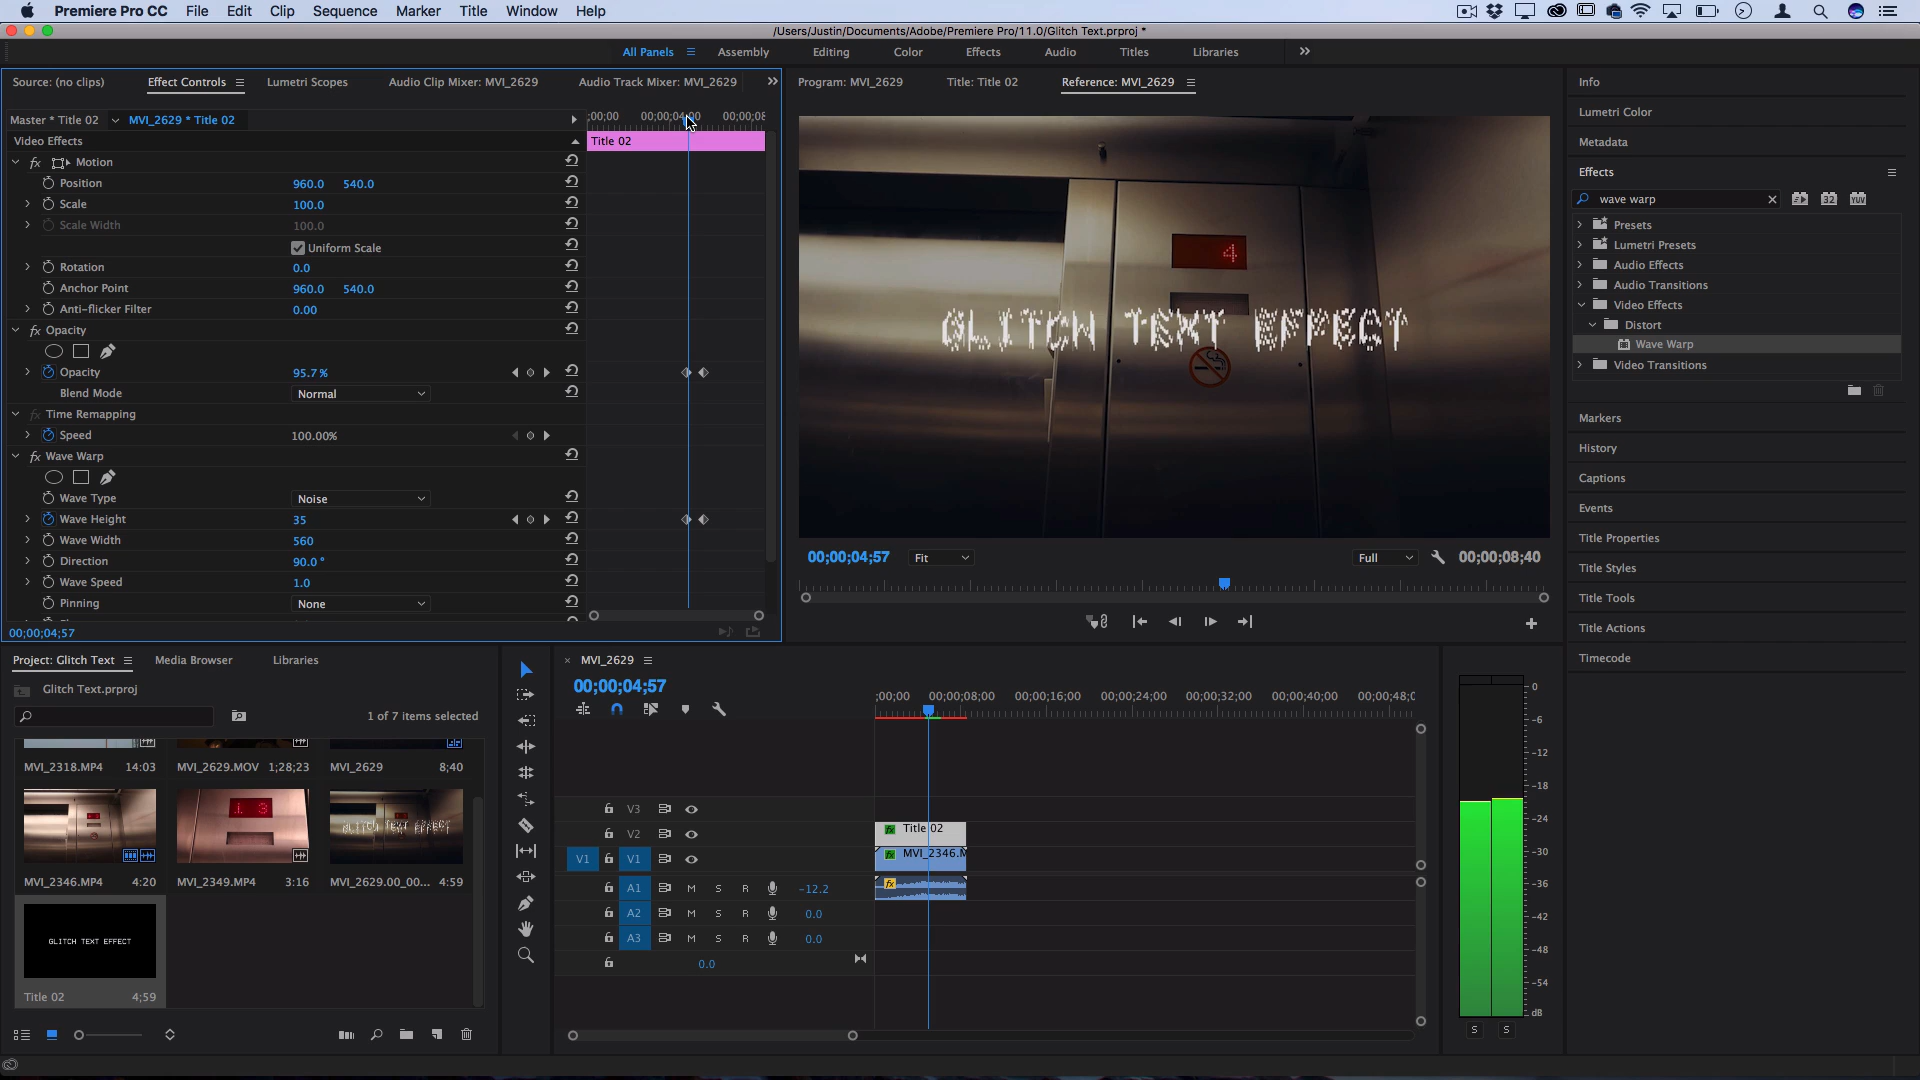 Premiere Pro CC File Edit Clip Sequence Marker Title Window Help
/Users/Justin/Documents/Adobe/Premiere Pro/11.0/Glitch Text.prproj *
All Panels Assembly Editing Color Effects Audio Titles Libraries
Source: (no clips) Effect Controls Lumetri Scopes Audio Clip Mixer: MVI_2629 Audio Track Mixer: MVI_2629
Master * Title 02 MVI_2629 * Title 02
;00;00 00;00;04;00 00;00;08
Video Effects
Title 02
fx Motion
Position 960.0 540.0
Scale 100.0
Scale Width 100.0
Uniform Scale
Rotation 0.0
Anchor Point 960.0 540.0
Anti-flicker Filter 0.00
fx Opacity
Opacity 95.7 %
Blend Mode Normal
fx Time Remapping
Speed 100.00%
fx Wave Warp
Wave Type Noise
Wave Height 35
Wave Width 560
Direction 90.0 °
Wave Speed 1.0
Pinning None
00;00;04;57
Program: MVI_2629 Title: Title 02 Reference: MVI_2629
4
GLITCH TEXT EFFECT
00;00;04;57 Fit Full 00;00;08;40
Info
Lumetri Color
Metadata
Effects
wave warp
32 YUV
Presets
Lumetri Presets
Audio Effects
Audio Transitions
Video Effects
Distort
Wave Warp
Video Transitions
Markers
History
Captions
Events
Title Properties
Title Styles
Title Tools
Title Actions
Timecode
Project: Glitch Text Media Browser Libraries
Glitch Text.prproj
1 of 7 items selected
MVI_2318.MP4 14:03 MVI_2629.MOV 1;28;23 MVI_2629 8;40
GLITCH TEXT EFFECT
MVI_2346.MP4 4:20 MVI_2349.MP4 3:16 MVI_2629.00_00... 4:59
GLITCH TEXT EFFECT
Title 02 4;59
× MVI_2629
00;00;04;57
;00;00 00;00;08;00 00;00;16;00 00;00;24;00 00;00;32;00 00;00;40;00 00;00;48;0
V3
V2 fx Title 02
V1 V1 fx MVI_2346.M
A1 M S R -12.2 fx
A2 M S R 0.0
A3 M S R 0.0
0.0
0
-6
-12
-18
-24
-30
-36
-42
-48
-54
dB
S S